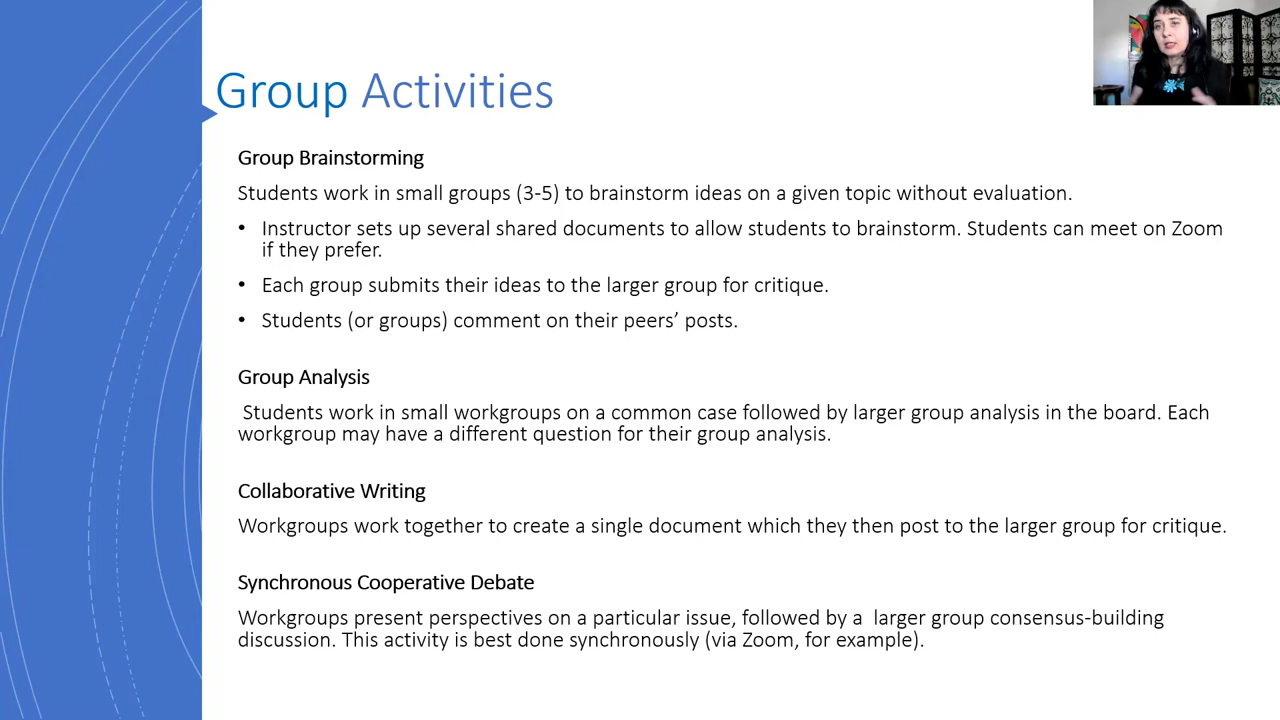 Group Activities
Group Brainstorming
Students work in small groups (3-5) to brainstorm ideas on a given topic without evaluation.
• Instructor sets up several shared documents to allow students to brainstorm. Students can meet on Zoom
if they prefer.
• Each group submits their ideas to the larger group for critique.
• Students (or groups) comment on their peers’ posts.
Group Analysis
Students work in small workgroups on a common case followed by larger group analysis in the board. Each
workgroup may have a different question for their group analysis.
Collaborative Writing
Workgroups work together to create a single document which they then post to the larger group for critique.
Synchronous Cooperative Debate
Workgroups present perspectives on a particular issue, followed by a larger group consensus-building
discussion. This activity is best done synchronously (via Zoom, for example).